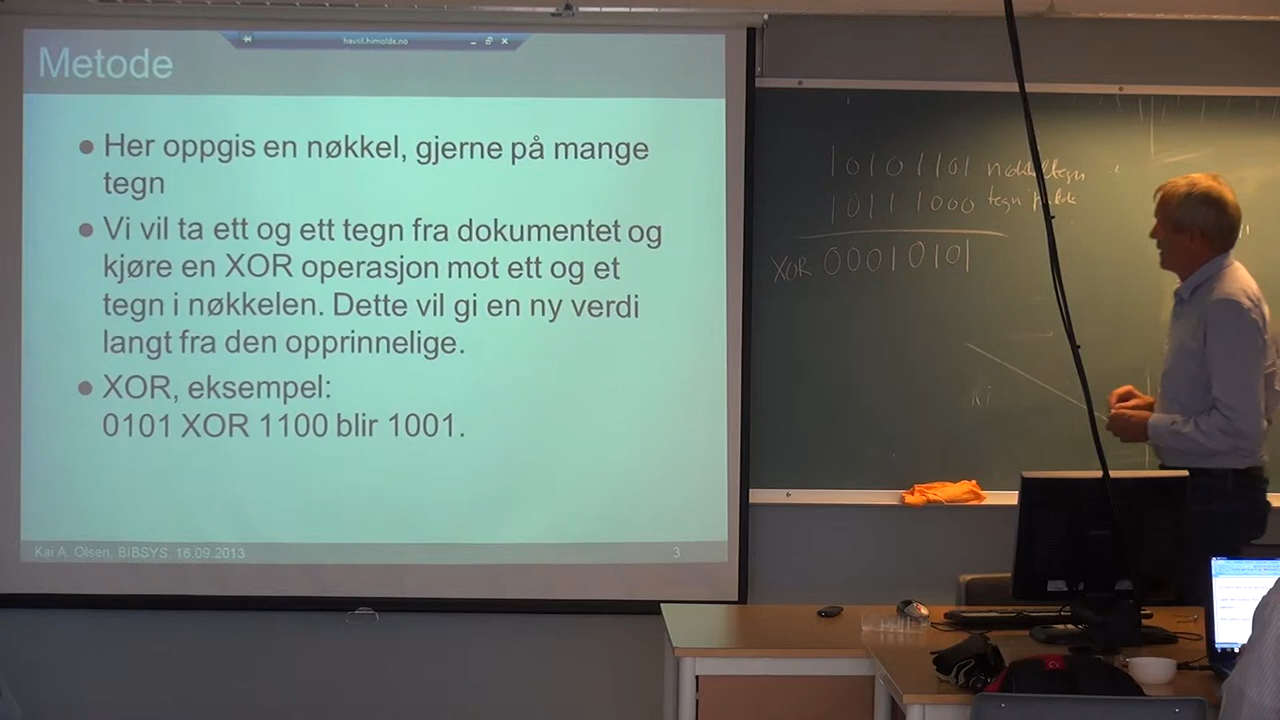 havsil.himolde.no
Metode
Her oppgis en nøkkel, gjerne på mange
tegn
Vi vil ta ett og ett tegn fra dokumentet og
kjøre en XOR operasjon mot ett og et
tegn i nøkkelen. Dette vil gi en ny verdi
langt fra den opprinnelige.
XOR, eksempel:
0101 XOR 1100 blir 1001.
Kai A. Olsen, BIBSYS, 16.09.2013
3
10101101 nøkkeltegn
10111000 tegn i
XOR 00010101